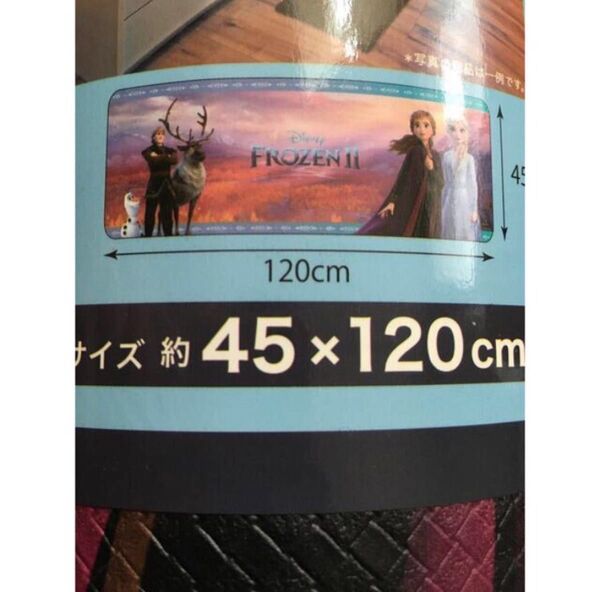 *写真の商品は一例です。
Disney
FROZEN II
45
120cm
サイズ 約 45×120cm